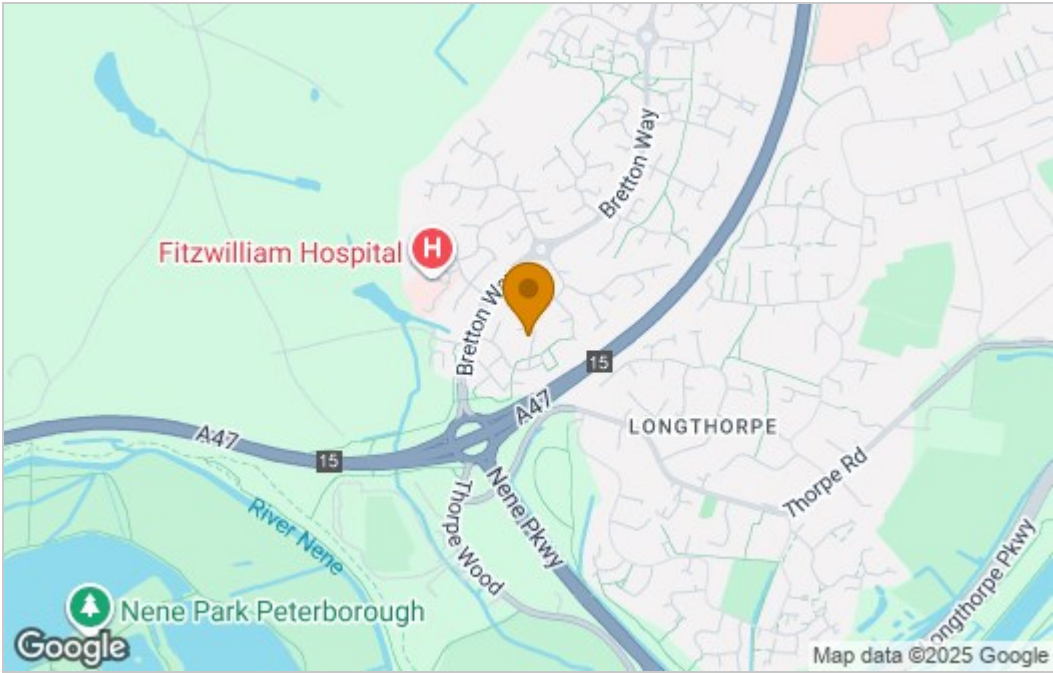 Bretton Way
Fitzwilliam Hospital
H
Bretton Way
15
A47
LONGTHORPE
A47
15
Thorpe Rd
Nene Pkwy
Thorpe Wood
River Nene
Longthorpe Pkwy
Nene Park Peterborough
Google
Map data ©2025 Google